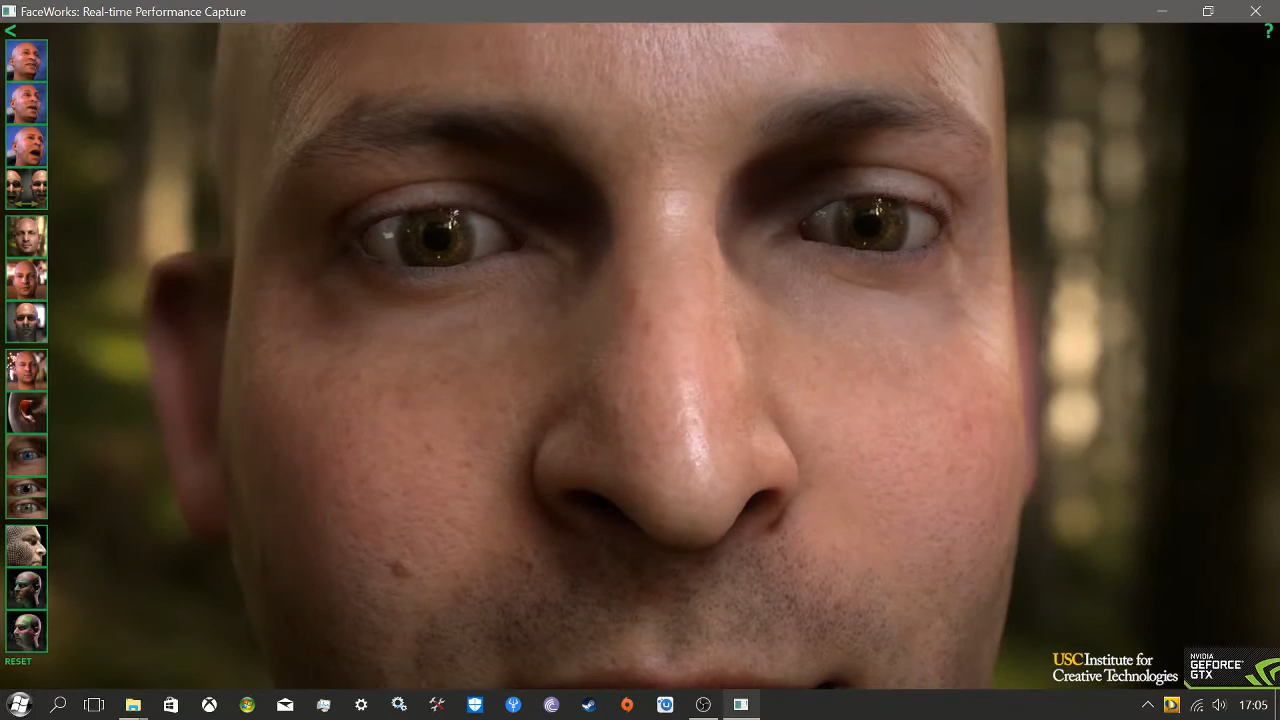 FaceWorks: Real-time Performance Capture
<
?
RESET
USC Institute for
Creative Technologies
NVIDIA
GEFORCE®
GTX
17:05